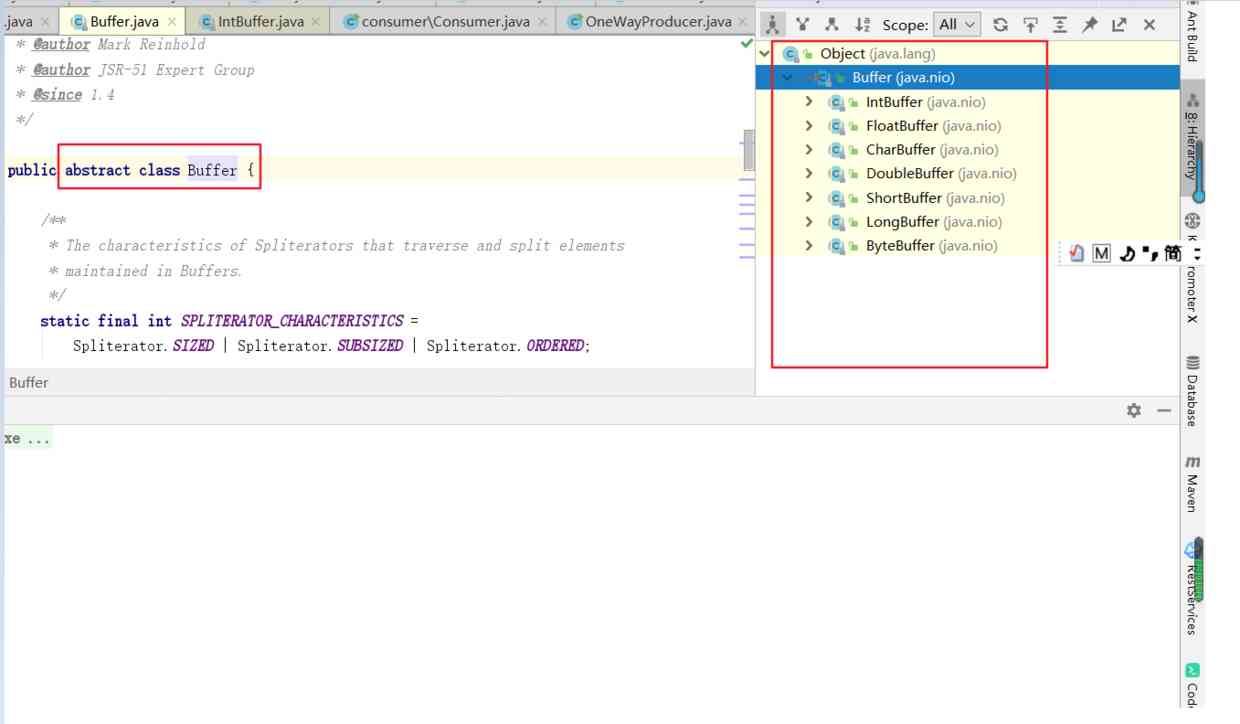 .java
Buffer.java
IntBuffer.java
consumer\Consumer.java
OneWayProducer.java
Scope: All
* @author Mark Reinhold
* @author JSR-51 Expert Group
* @since 1.4
*/
public abstract class Buffer {
/**
* The characteristics of Spliterators that traverse and split elements
* maintained in Buffers.
*/
static final int SPLITERATOR_CHARACTERISTICS =
Spliterator.SIZED | Spliterator.SUBSIZED | Spliterator.ORDERED;
Buffer
xe ...
Object (java.lang)
Buffer (java.nio)
IntBuffer (java.nio)
FloatBuffer (java.nio)
CharBuffer (java.nio)
DoubleBuffer (java.nio)
ShortBuffer (java.nio)
LongBuffer (java.nio)
ByteBuffer (java.nio)
M 简
Ant Build
8: Hierarchy
romoter X
Database
m Maven
RestServices
Code